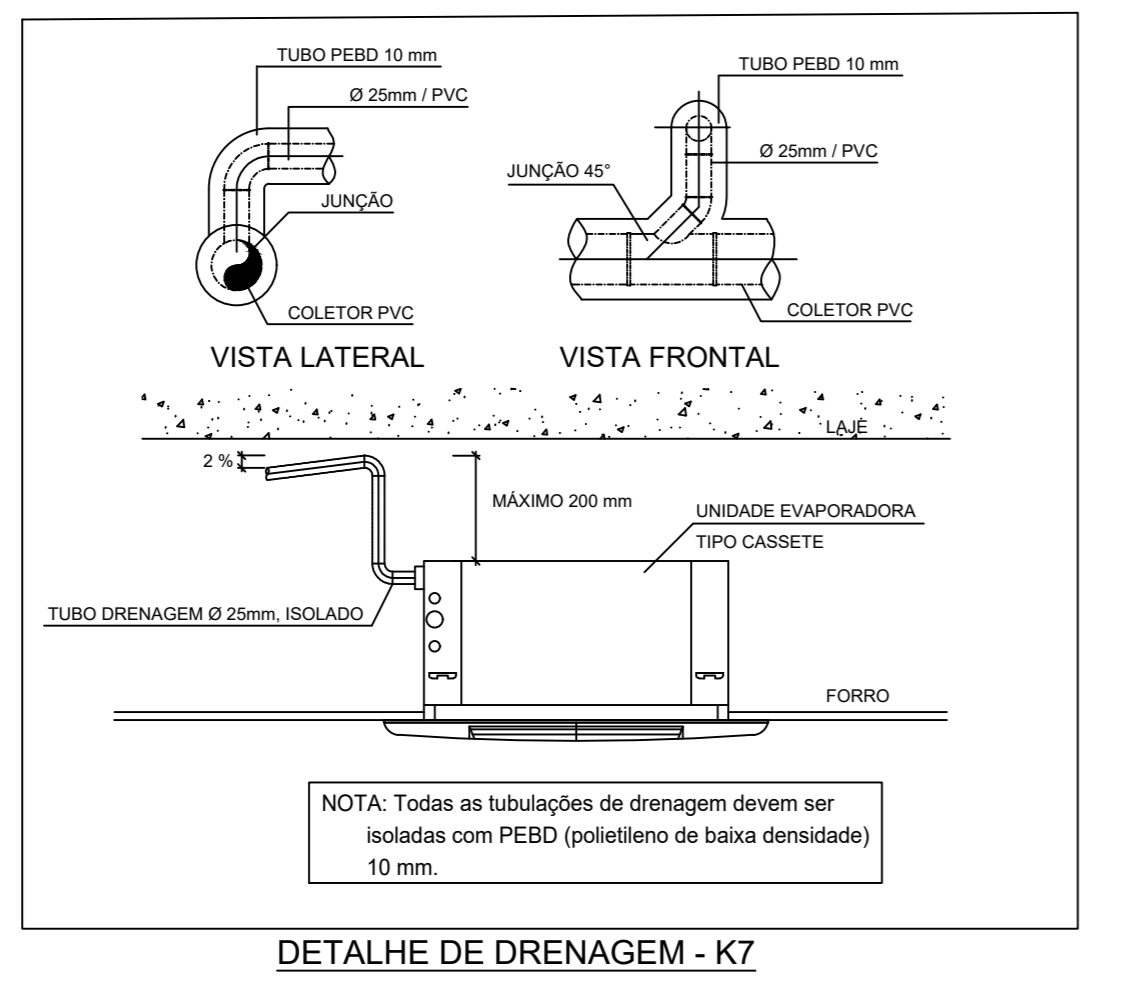 TUBO PEBD 10 mm
Ø 25mm / PVC
JUNÇÃO
COLETOR PVC
VISTA LATERAL
TUBO PEBD 10 mm
Ø 25mm / PVC
JUNÇÃO 45°
COLETOR PVC
VISTA FRONTAL
LAJE
2 %
MÁXIMO 200 mm
UNIDADE EVAPORADORA
TIPO CASSETE
TUBO DRENAGEM Ø 25mm, ISOLADO
FORRO
NOTA: Todas as tubulações de drenagem devem ser
isoladas com PEBD (polietileno de baixa densidade)
10 mm.
DETALHE DE DRENAGEM - K7